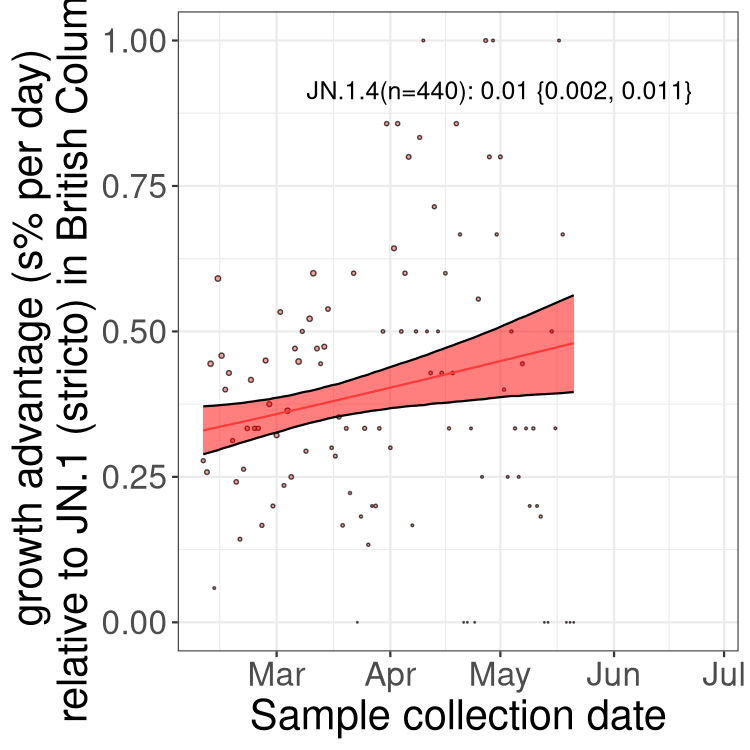 growth advantage (s% per day)
relative to JN.1 (stricto) in British Colum
1.00
0.75
0.50
0.25
0.00
JN.1.4(n=440): 0.01 {0.002, 0.011}
Mar Apr May Jun Jul
Sample collection date